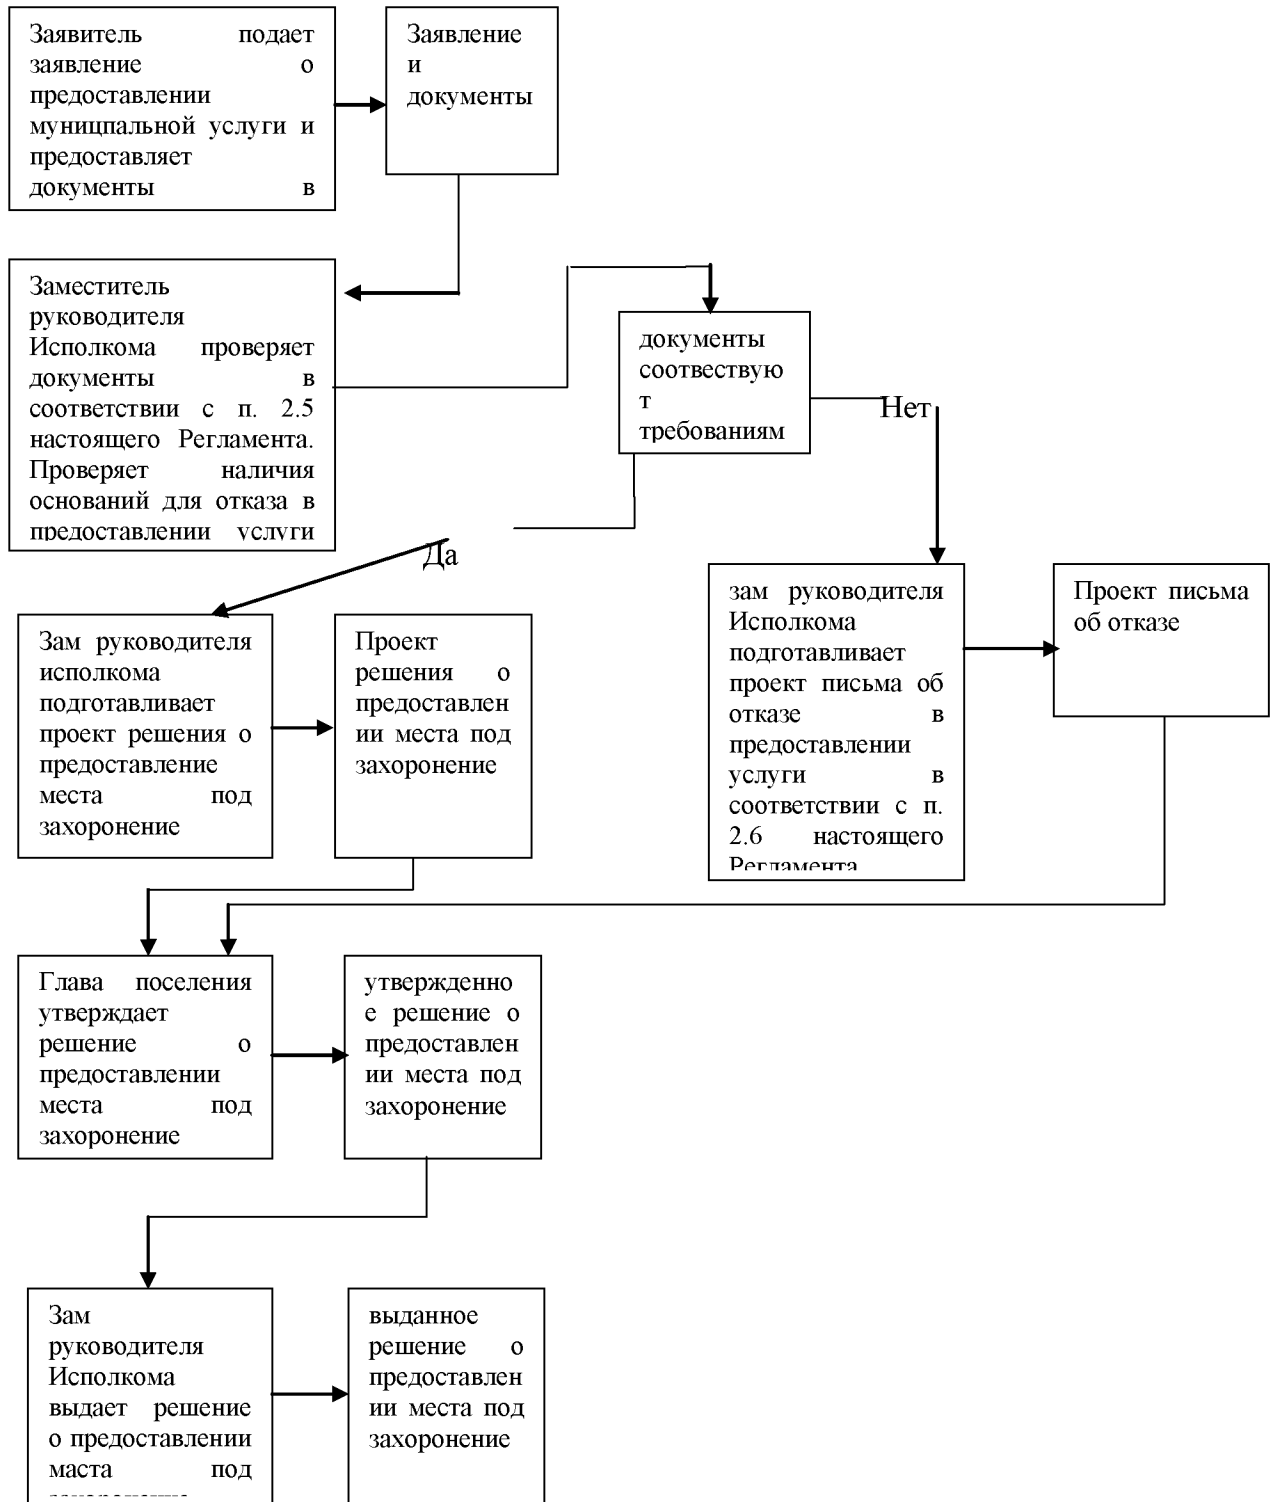 Заявитель подает
заявление о
предоставлении
муницпальной услуги и
предоставляет
документы в
Заявление
и
документы
Заместитель
руководителя
Исполкома проверяет
документы в
соответствии с п. 2.5
настоящего Регламента.
Проверяет наличия
оснований для отказа в
предоставлении услуги
документы
соотвествую
т
требованиям
Нет
Да
Зам руководителя
исполкома
подготавливает
проект решения о
предоставление
места под
захоронение
Проект
решения о
предоставлен
ии места под
захоронение
зам руководителя
Исполкома
подготавливает
проект письма об
отказе в
предоставлении
услуги в
соответствии с п.
2.6 настоящего
Регламента
Проект письма
об отказе
Глава поселения
утверждает
решение о
предоставлении
места под
захоронение
утвержденно
е решение о
предоставлен
ии места под
захоронение
Зам
руководителя
Исполкома
выдает решение
о предоставлении
маста под
выданное
решение о
предоставлен
ии места под
захоронение